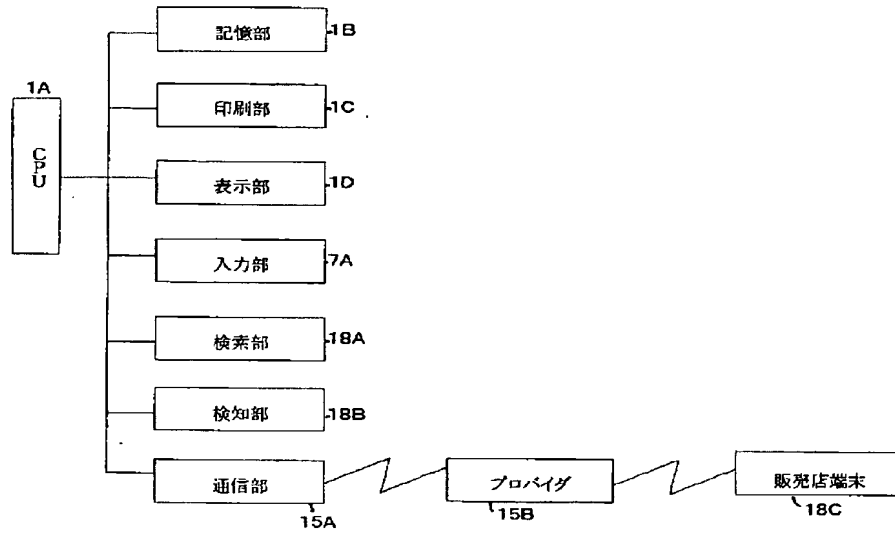 記憶部
1B
1A
CPU
印刷部
1C
表示部
1D
入力部
7A
検素部
18A
検知部
18B
通信部
15A
プロバイダ
15B
販売店端末
18C